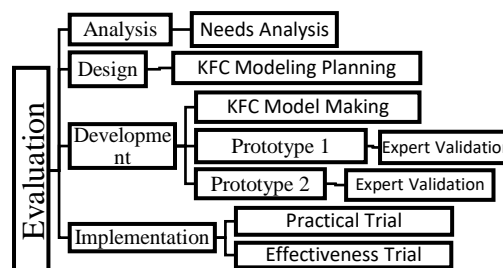 Evaluation
Analysis
Needs Analysis
Design
KFC Modeling Planning
Developme
nt
KFC Model Making
Prototype 1
Expert Validation
Prototype 2
Expert Validation
Implementation
Practical Trial
Effectiveness Trial